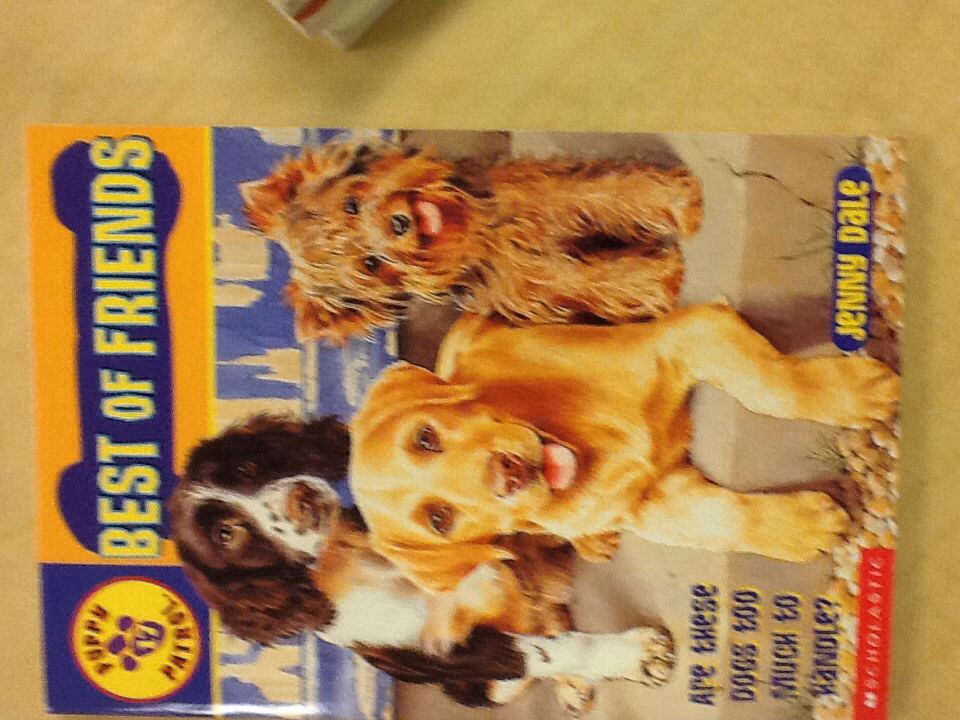 PUPPY
PATROL
BEST OF FRIENDS
Are these
Dogs too
much to
handle?
Jenny Dale
SCHOLASTIC